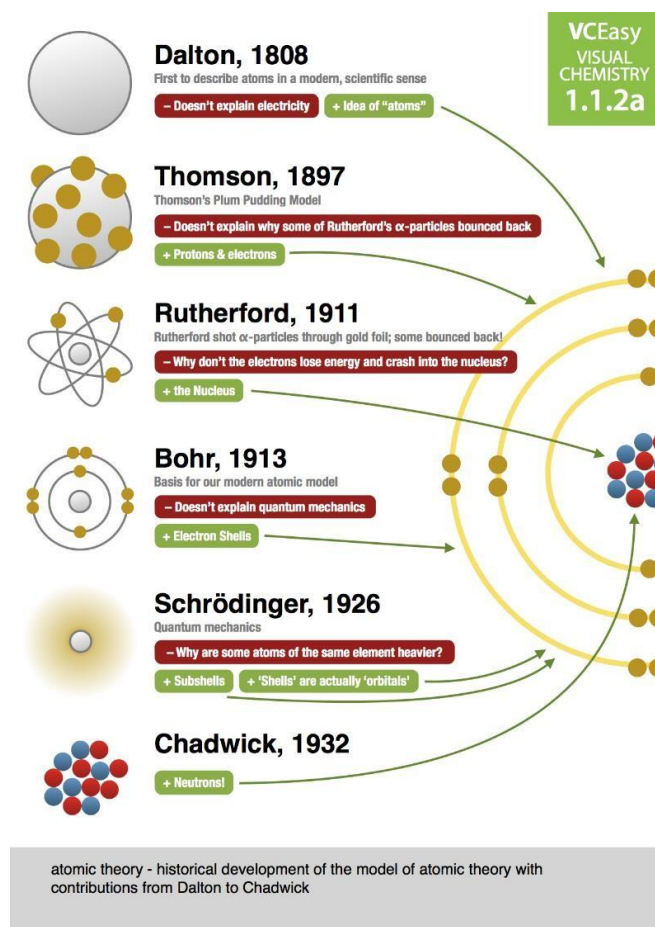 VCEasy
VISUAL
CHEMISTRY
1.1.2a
Dalton, 1808
First to describe atoms in a modern, scientific sense
– Doesn't explain electricity
+ Idea of "atoms"
Thomson, 1897
Thomson's Plum Pudding Model
– Doesn't explain why some of Rutherford's α-particles bounced back
+ Protons & electrons
Rutherford, 1911
Rutherford shot α-particles through gold foil; some bounced back!
– Why don't the electrons lose energy and crash into the nucleus?
+ the Nucleus
Bohr, 1913
Basis for our modern atomic model
– Doesn't explain quantum mechanics
+ Electron Shells
Schrödinger, 1926
Quantum mechanics
– Why are some atoms of the same element heavier?
+ Subshells
+ 'Shells' are actually 'orbitals'
Chadwick, 1932
+ Neutrons!
atomic theory - historical development of the model of atomic theory with
contributions from Dalton to Chadwick